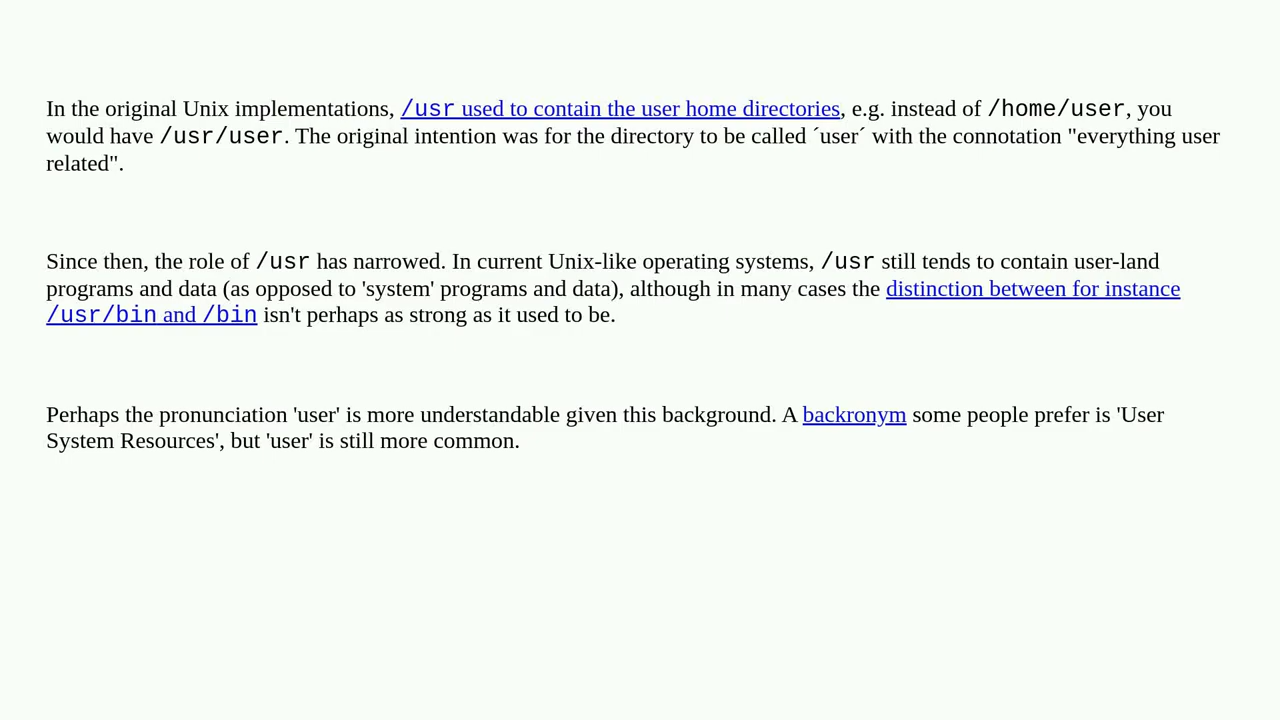 In the original Unix implementations, /usr used to contain the user home directories, e.g. instead of /home/user, you
would have /usr/user. The original intention was for the directory to be called ´user´ with the connotation "everything user
related".
Since then, the role of /usr has narrowed. In current Unix-like operating systems, /usr still tends to contain user-land
programs and data (as opposed to 'system' programs and data), although in many cases the distinction between for instance
/usr/bin and /bin isn't perhaps as strong as it used to be.
Perhaps the pronunciation 'user' is more understandable given this background. A backronym some people prefer is 'User
System Resources', but 'user' is still more common.